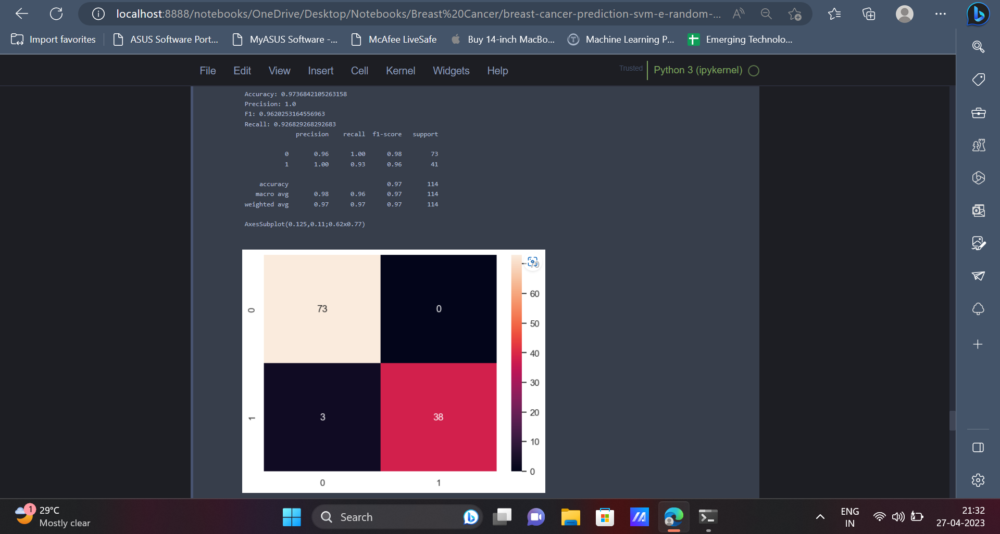 localhost:8888/notebooks/OneDrive/Desktop/Notebooks/Breast%20Cancer/breast-cancer-prediction-svm-e-random-...
Import favorites ASUS Software Port... MyASUS Software -... McAfee LiveSafe Buy 14-inch MacBo... Machine Learning P... Emerging Technolo...
File Edit View Insert Cell Kernel Widgets Help Trusted Python 3 (ipykernel)
Accuracy: 0.9736842105263158
Precision: 1.0
F1: 0.9620253164556963
Recall: 0.926829268292683
precision recall f1-score support
0 0.96 1.00 0.98 73
1 1.00 0.93 0.96 41
accuracy 0.97 114
macro avg 0.98 0.96 0.97 114
weighted avg 0.97 0.97 0.97 114
AxesSubplot(0.125,0.11;0.62x0.77)
70
60
0 73 0
50
40
30
1 3 38
20
10
0
0 1
1 29°C
Mostly clear
Search
ENG
IN
21:32
27-04-2023